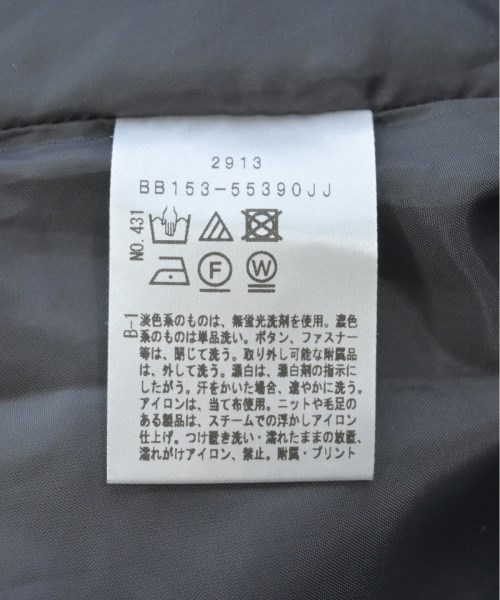 2913
BB153-55390JJ
NO.431
F
W
B-1
淡色系のものは、無蛍光洗剤を使用。濃色
系のものは単品洗い。ボタン、ファスナー
等は、閉じて洗う。取り外し可能な附属品
は、外して洗う。漂白は、漂白剤の指示に
したがう。汗をかいた場合、速やかに洗う。
アイロンは、当て布使用。ニットや毛足の
ある製品は、スチームでの浮かしアイロン
仕上げ。つけ置き洗い・濡れたままの放置、
濡れがけアイロン、禁止。附属・プリント